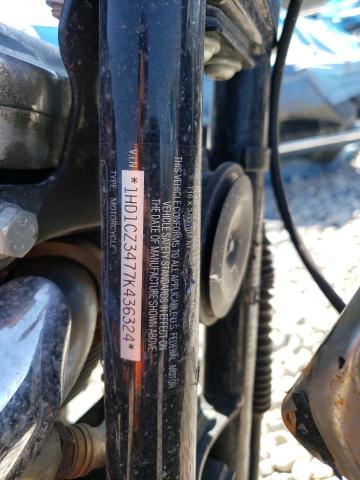 THIS VEHICLE CONFORMS TO ALL APPLICABLE U.S. FEDERAL MOTOR
VEHICLE SAFETY STANDARDS IN EFFECT ON
THE DATE OF MANUFACTURE SHOWN ABOVE
V.I.N. *1HD1CZ3477K436324*
TYPE: MOTORCYCLE